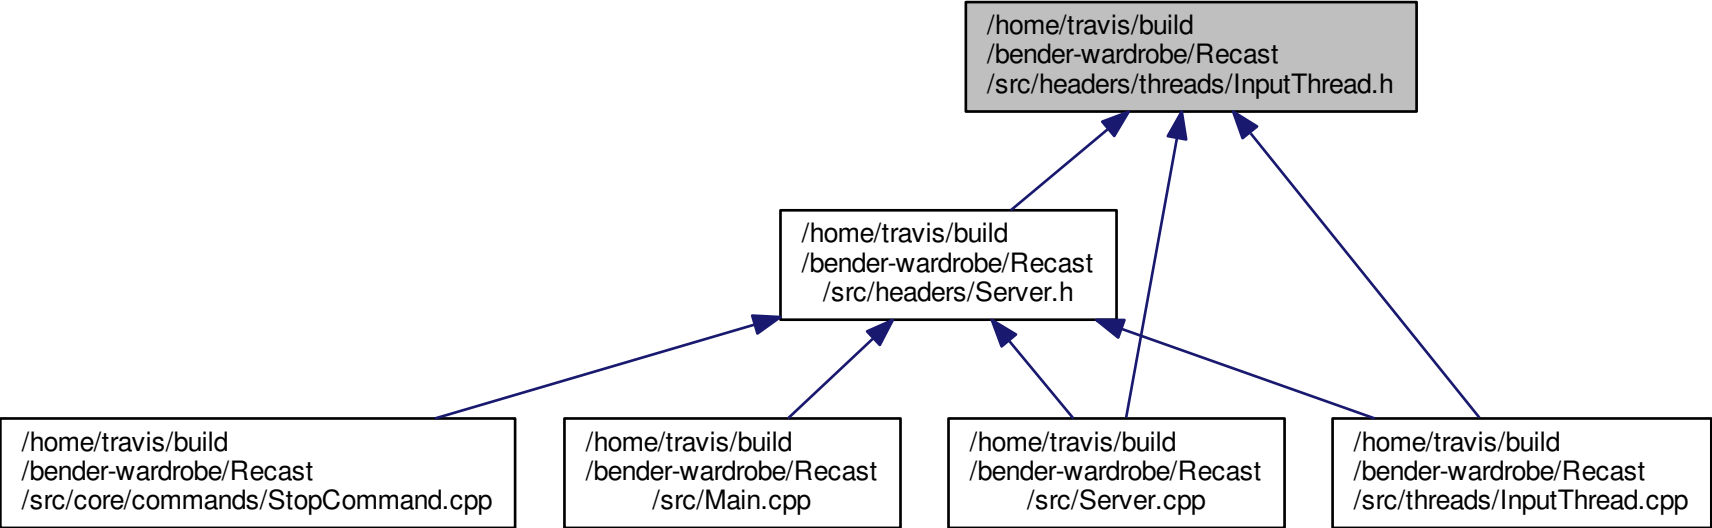 /home/travis/build
/bender-wardrobe/Recast
/src/headers/threads/InputThread.h
/home/travis/build
/bender-wardrobe/Recast
/src/headers/Server.h
/home/travis/build
/bender-wardrobe/Recast
/src/core/commands/StopCommand.cpp
/home/travis/build
/bender-wardrobe/Recast
/src/Main.cpp
/home/travis/build
/bender-wardrobe/Recast
/src/Server.cpp
/home/travis/build
/bender-wardrobe/Recast
/src/threads/InputThread.cpp